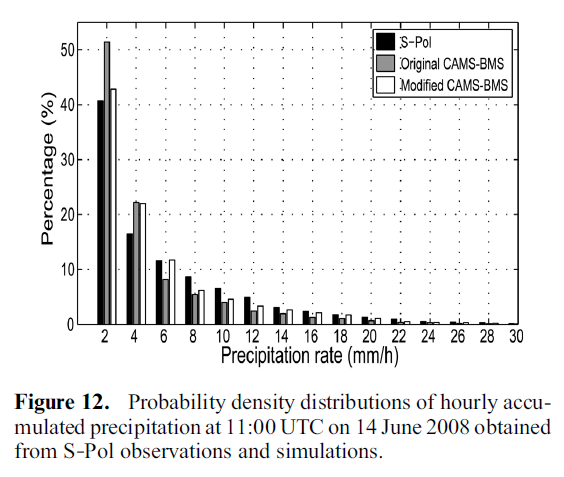 50
40
30
20
10
0
Percentage (%)
S-Pol
Original CAMS-BMS
Modified CAMS-BMS
2 4 6 8 10 12 14 16 18 20 22 24 26 28 30
Precipitation rate (mm/h)
Figure 12. Probability density distributions of hourly accu-
mulated precipitation at 11:00 UTC on 14 June 2008 obtained
from S-Pol observations and simulations.